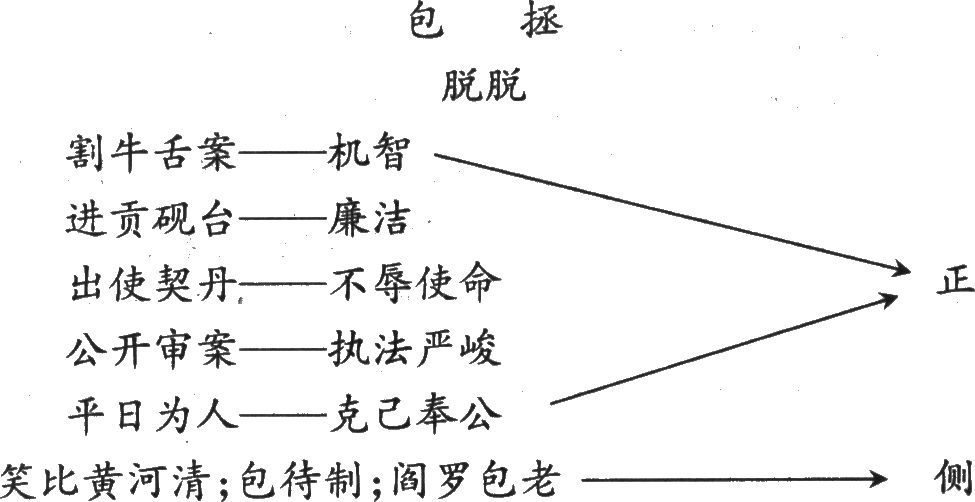 包 拯
脱脱
割牛舌案——机智
进贡砚台——廉洁
出使契丹——不辱使命
正
公开审案——执法严峻
平日为人——克己奉公
笑比黄河清;包待制;阎罗包老 侧